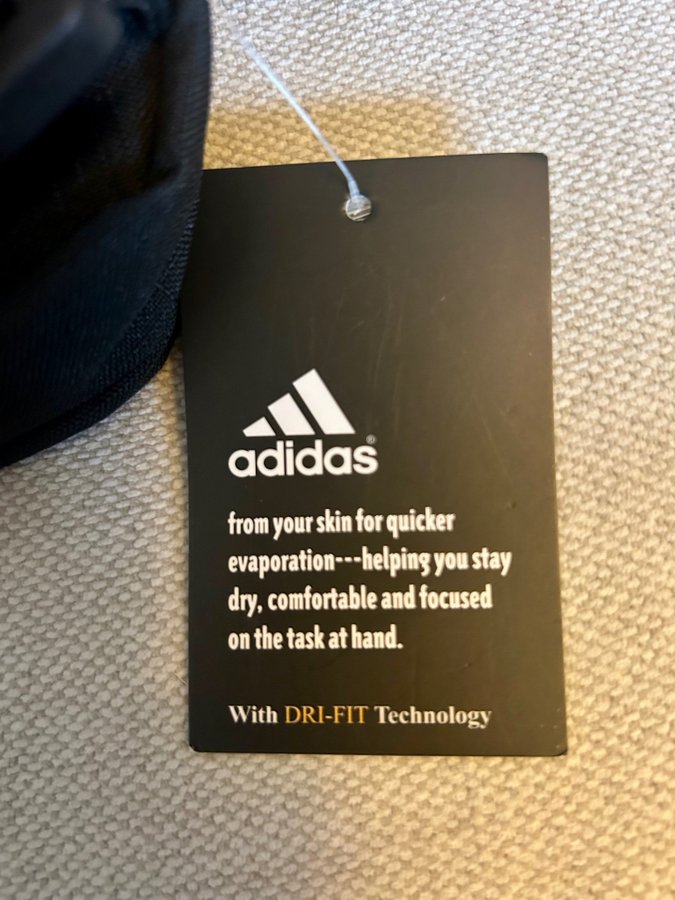 adidas®
from your skin for quicker
evaporation---helping you stay
dry, comfortable and focused
on the task at hand.
With DRI-FIT Technology